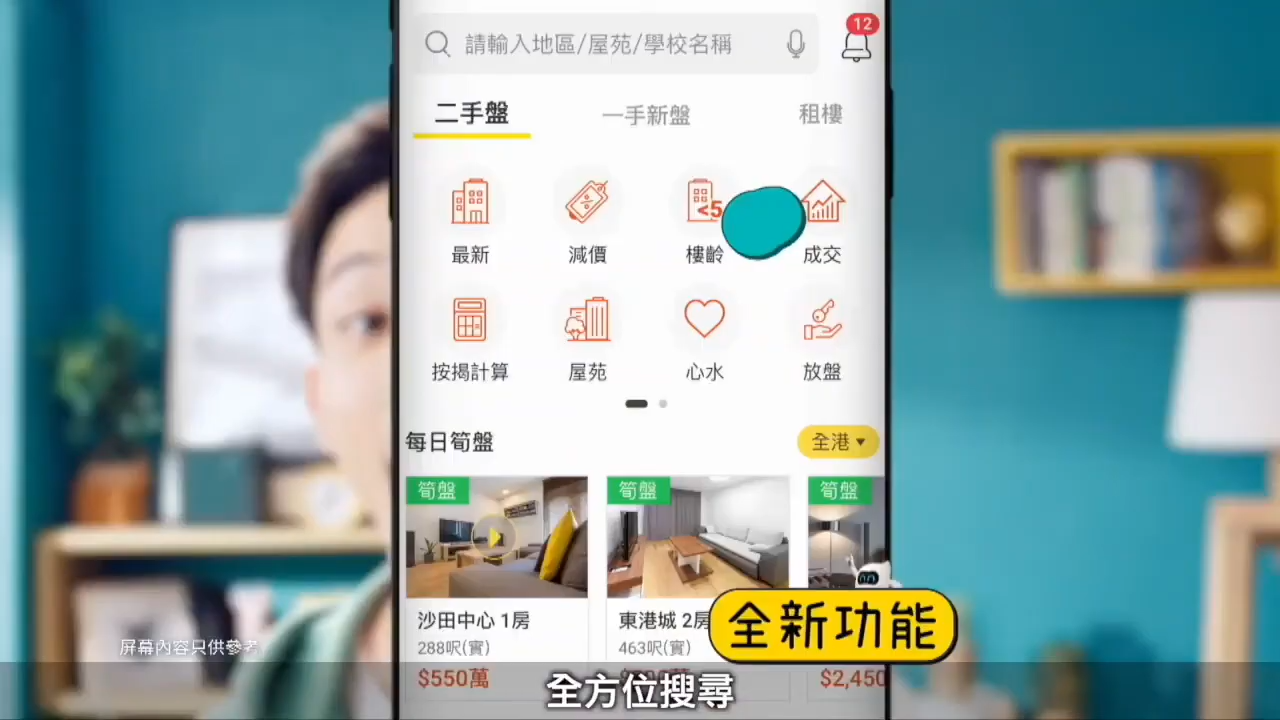 12
請輸入地區/屋苑/學校名稱
二手盤
一手新盤
租樓
<5
最新
減價
樓齡
成交
按揭計算
屋苑
心水
放盤
每日筍盤
全港
筍盤
筍盤
筍盤
沙田中心 1房
東港城 2房
288呎(實)
463呎(實)
$550萬
$2,450
全新功能
屏幕內容只供參考
全方位搜尋